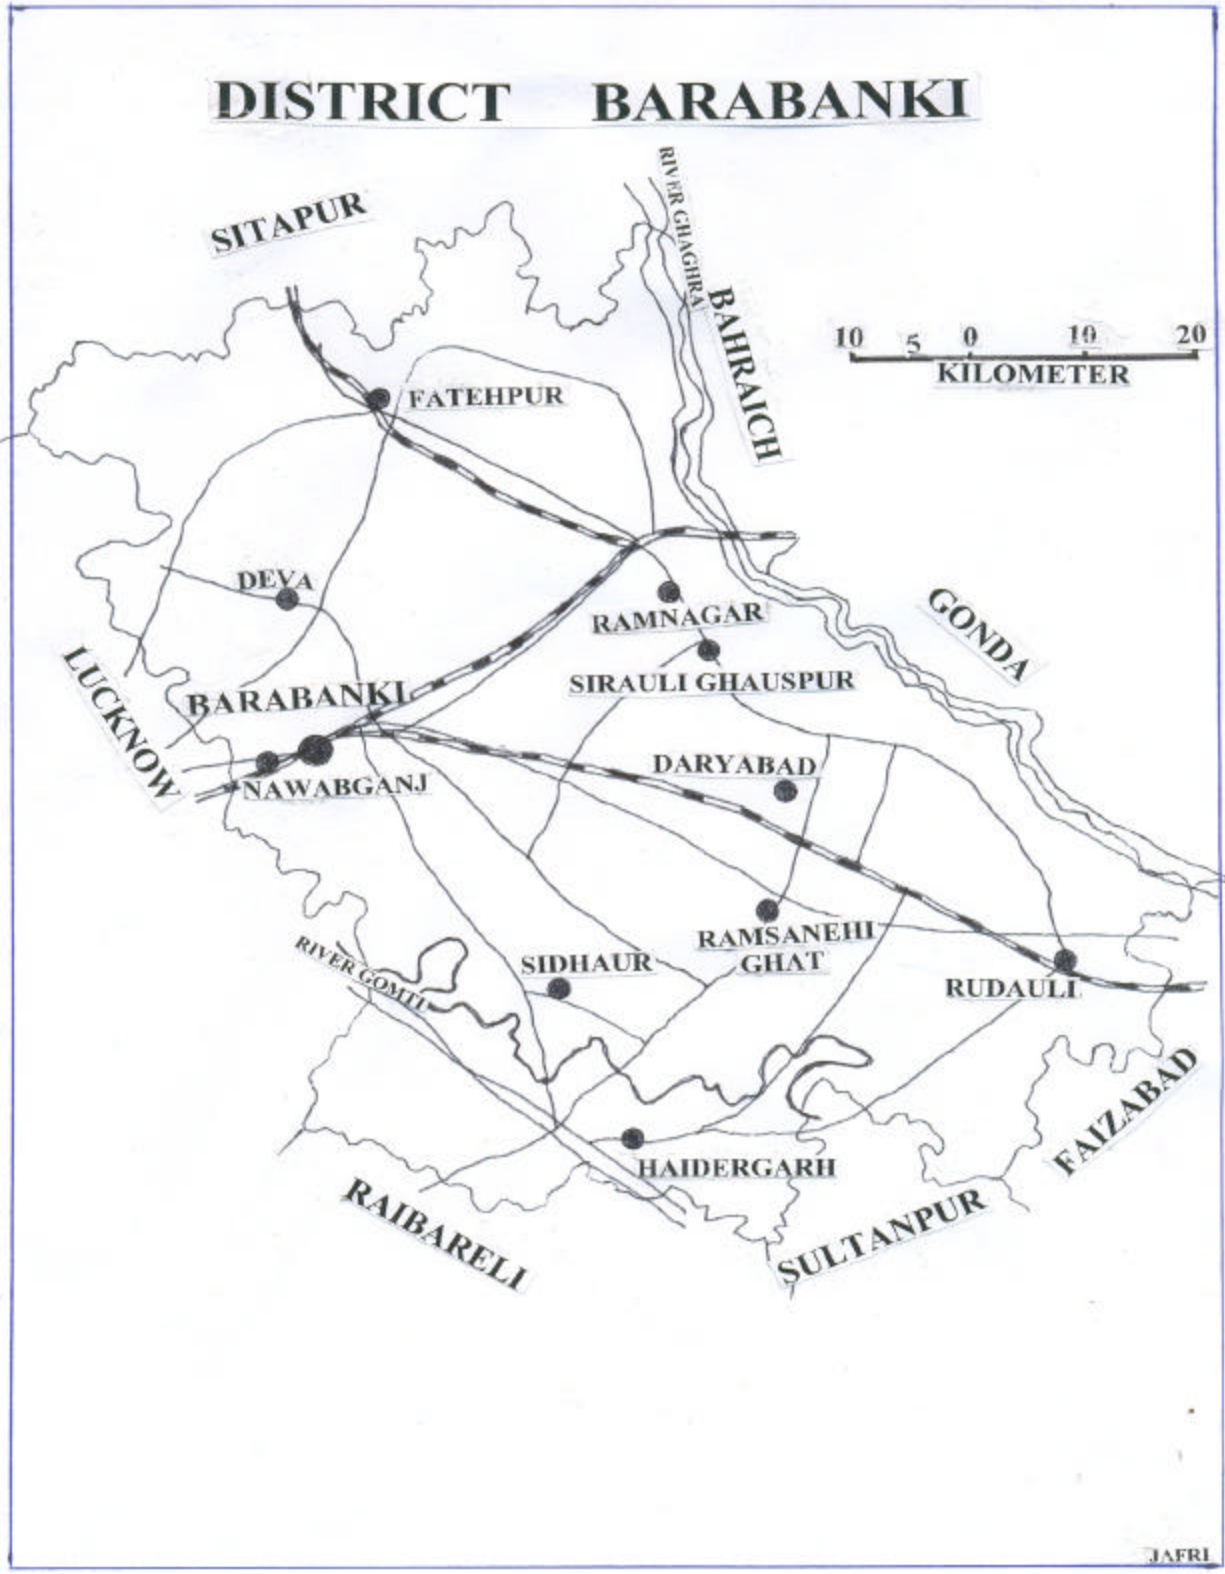 DISTRICT BARABANKI
RIVER GHAGHRA
SITAPUR
BAHRAICH
10 5 0 10 20
KILOMETER
FATEHPUR
DEVA
RAMNAGAR
GONDA
LUCKNOW
SIRAULI GHAUSPUR
BARABANKI
DARYABAD
NAWABGANJ
RAMSANEHI
GHAT
RIVER GOMTI
SIDHAUR
RUDAULI
FAIZABAD
HAIDERGARH
RAIBARELI
SULTANPUR
JAFRI